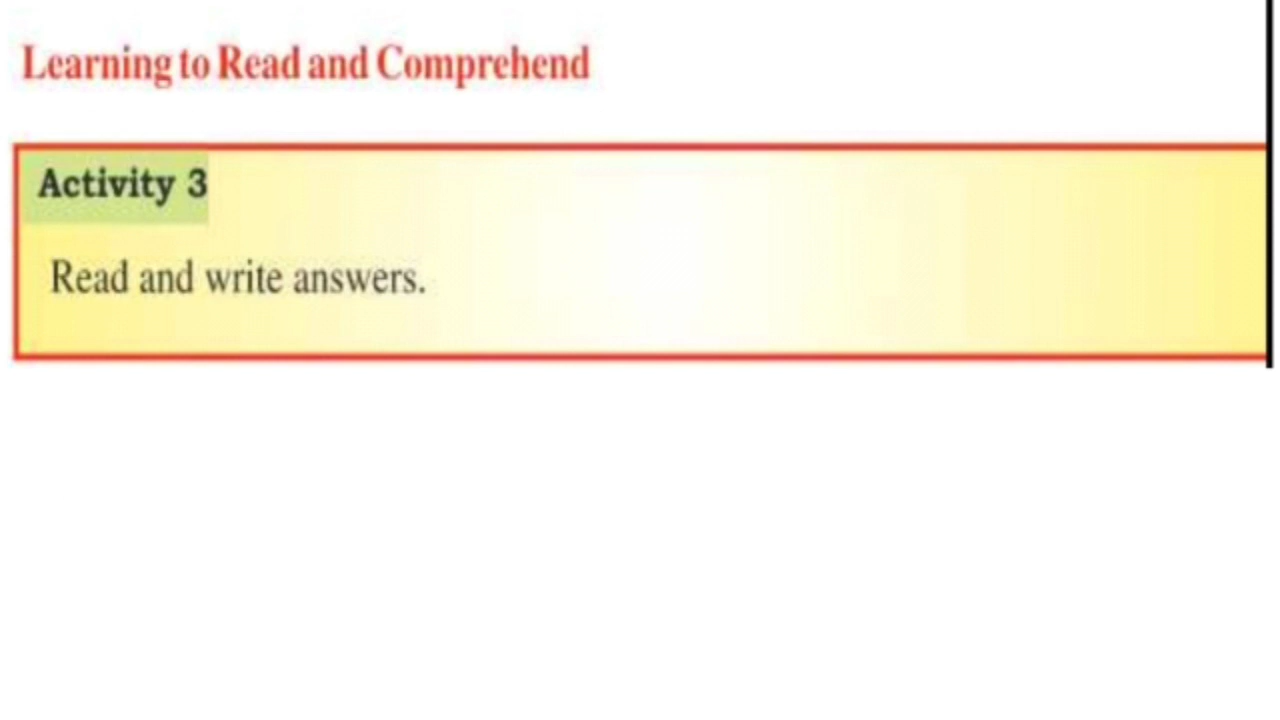 Learning to Read and Comprehend
Activity 3
Read and write answers.